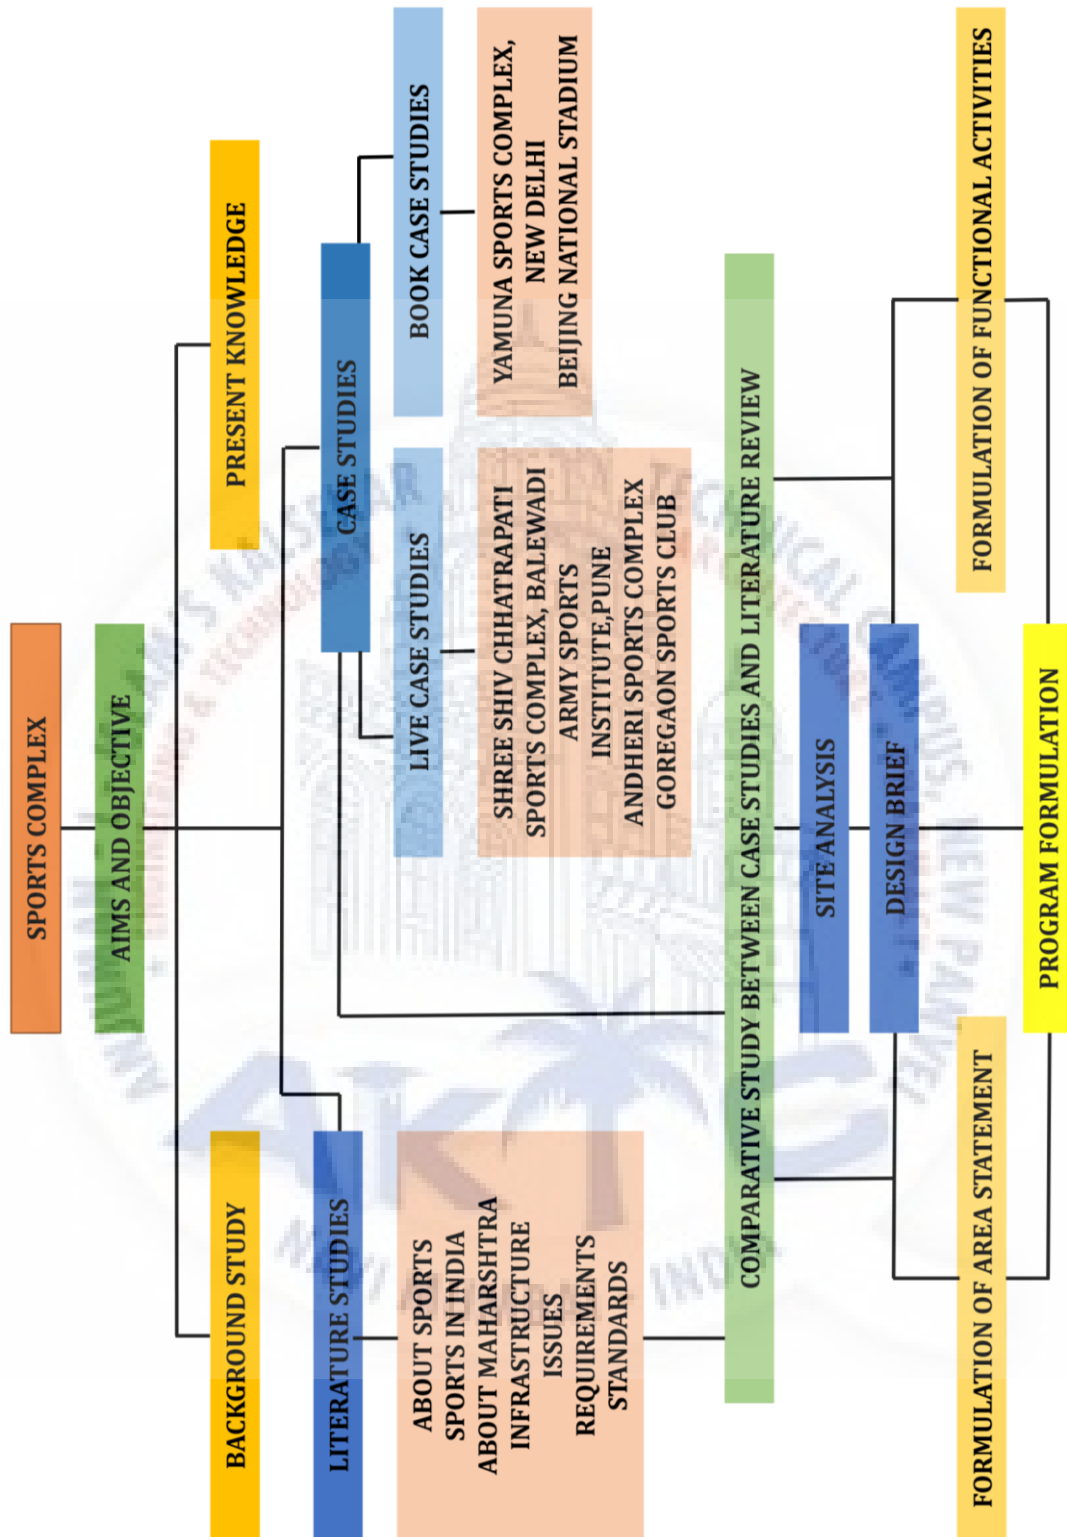 SPORTS COMPLEX
AIMS AND OBJECTIVE
BACKGROUND STUDY
PRESENT KNOWLEDGE
LITERATURE STUDIES
CASE STUDIES
LIVE CASE STUDIES
BOOK CASE STUDIES
ABOUT SPORTS
SPORTS IN INDIA
ABOUT MAHARSHTRA
INFRASTRUCTURE
ISSUES
REQUIREMENTS
STANDARDS
SHREE SHIV CHHATRAPATI
SPORTS COMPLEX, BALEWADI
ARMY SPORTS
INSTITUTE,PUNE
ANDHERI SPORTS COMPLEX
GOREGAON SPORTS CLUB
YAMUNA SPORTS COMPLEX,
NEW DELHI
BEIJING NATIONAL STADIUM
COMPARATIVE STUDY BETWEEN CASE STUDIES AND LITERATURE REVIEW
SITE ANALYSIS
DESIGN BRIEF
FORMULATION OF AREA STATEMENT
FORMULATION OF FUNCTIONAL ACTIVITIES
PROGRAM FORMULATION